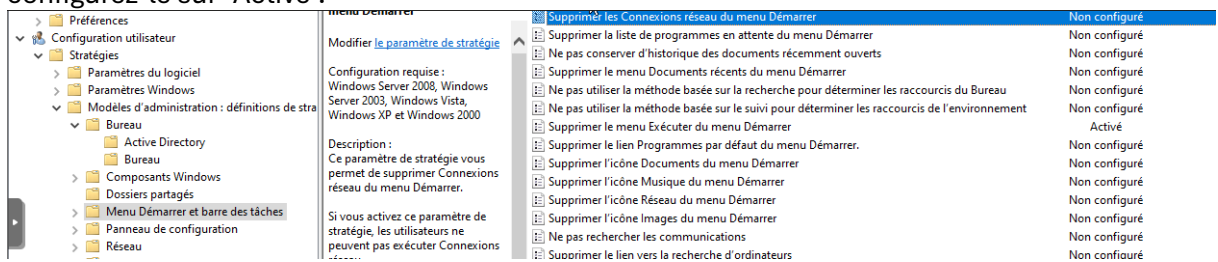 Configurez-le sur "Activé".
Préférences
Configuration utilisateur
Stratégies
Paramètres du logiciel
Paramètres Windows
Modèles d'administration : définitions de stra
Bureau
Active Directory
Bureau
Composants Windows
Dossiers partagés
Menu Démarrer et barre des tâches
Panneau de configuration
Réseau
menu Démarrer
Modifier le paramètre de stratégie
Configuration requise :
Windows Server 2008, Windows
Server 2003, Windows Vista,
Windows XP et Windows 2000
Description :
Ce paramètre de stratégie vous
permet de supprimer Connexions
réseau du menu Démarrer.
Si vous activez ce paramètre de
stratégie, les utilisateurs ne
peuvent pas exécuter Connexions
réseau
Supprimer les Connexions réseau du menu Démarrer Non configuré
Supprimer la liste de programmes en attente du menu Démarrer Non configuré
Ne pas conserver d'historique des documents récemment ouverts Non configuré
Supprimer le menu Documents récents du menu Démarrer Non configuré
Ne pas utiliser la méthode basée sur la recherche pour déterminer les raccourcis du Bureau Non configuré
Ne pas utiliser la méthode basée sur le suivi pour déterminer les raccourcis de l'environnement Non configuré
Supprimer le menu Exécuter du menu Démarrer Activé
Supprimer le lien Programmes par défaut du menu Démarrer. Non configuré
Supprimer l'icône Documents du menu Démarrer Non configuré
Supprimer l'icône Musique du menu Démarrer Non configuré
Supprimer l'icône Réseau du menu Démarrer Non configuré
Supprimer l'icône Images du menu Démarrer Non configuré
Ne pas rechercher les communications Non configuré
Supprimer le lien vers la recherche d'ordinateurs Non configuré